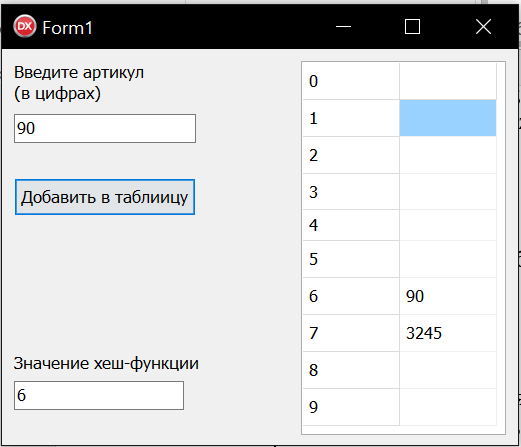 DX Form1
Введите артикул
(в цифрах)
90
Добавить в таблиицу
Значение хеш-функции
6
0
1
2
3
4
5
6 90
7 3245
8
9